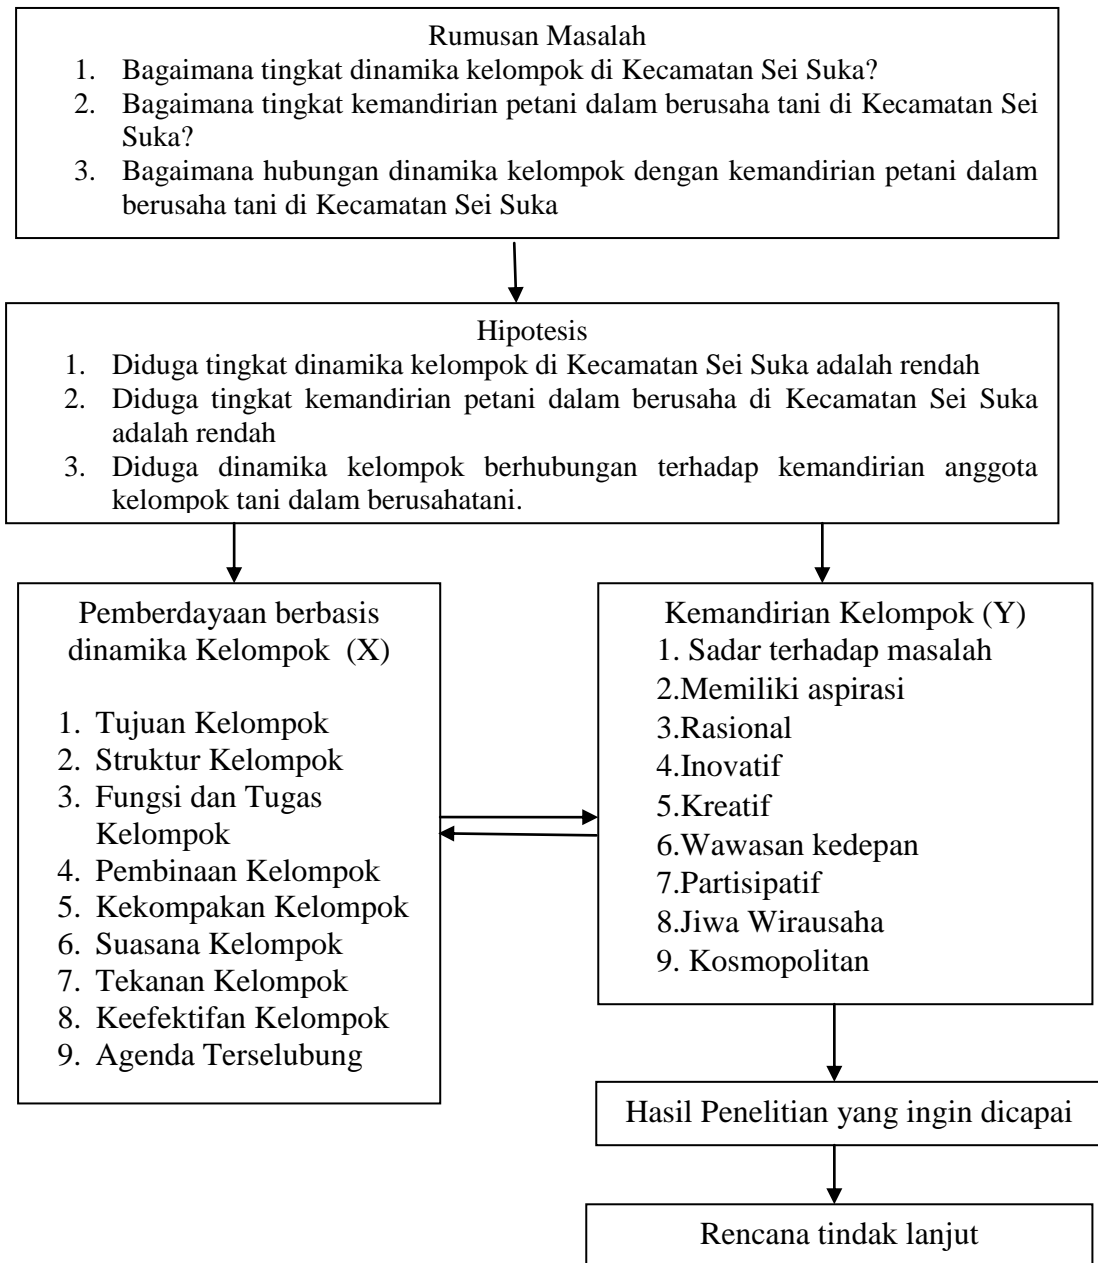 Rumusan Masalah
1. Bagaimana tingkat dinamika kelompok di Kecamatan Sei Suka?
2. Bagaimana tingkat kemandirian petani dalam berusaha tani di Kecamatan Sei
Suka?
3. Bagaimana hubungan dinamika kelompok dengan kemandirian petani dalam
berusaha tani di Kecamatan Sei Suka
Hipotesis
1. Diduga tingkat dinamika kelompok di Kecamatan Sei Suka adalah rendah
2. Diduga tingkat kemandirian petani dalam berusaha di Kecamatan Sei Suka
adalah rendah
3. Diduga dinamika kelompok berhubungan terhadap kemandirian anggota
kelompok tani dalam berusahatani.
Pemberdayaan berbasis
dinamika Kelompok (X)
1. Tujuan Kelompok
2. Struktur Kelompok
3. Fungsi dan Tugas
Kelompok
4. Pembinaan Kelompok
5. Kekompakan Kelompok
6. Suasana Kelompok
7. Tekanan Kelompok
8. Keefektifan Kelompok
9. Agenda Terselubung
Kemandirian Kelompok (Y)
1. Sadar terhadap masalah
2.Memiliki aspirasi
3.Rasional
4.Inovatif
5.Kreatif
6.Wawasan kedepan
7.Partisipatif
8.Jiwa Wirausaha
9. Kosmopolitan
Hasil Penelitian yang ingin dicapai
Rencana tindak lanjut